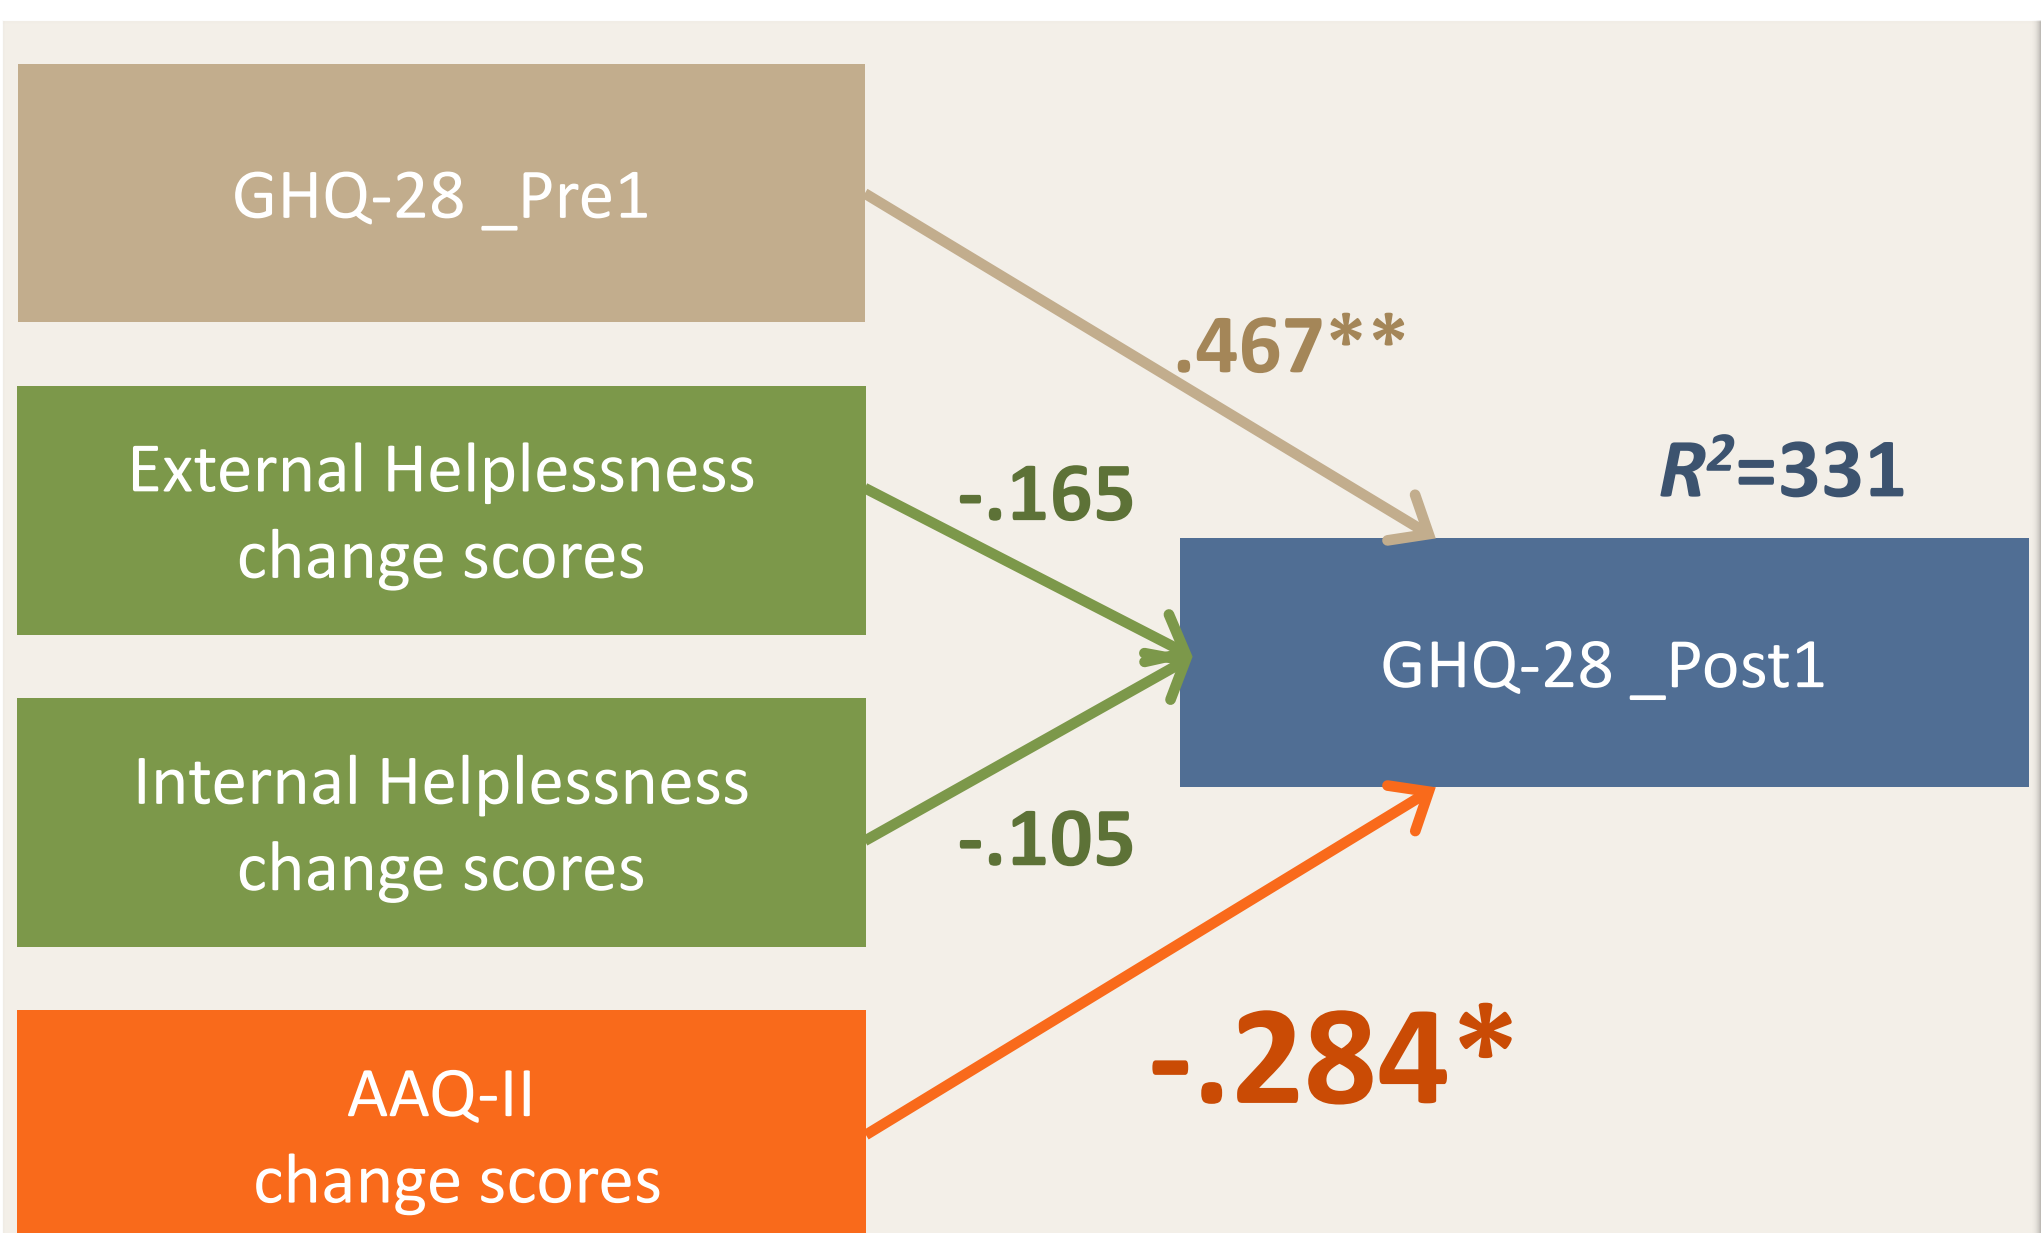 GHQ-28 _Pre1
.467**
External Helplessness
change scores
-.165
R²=331
GHQ-28 _Post1
Internal Helplessness
change scores
-.105
AAQ-II
change scores
-.284*